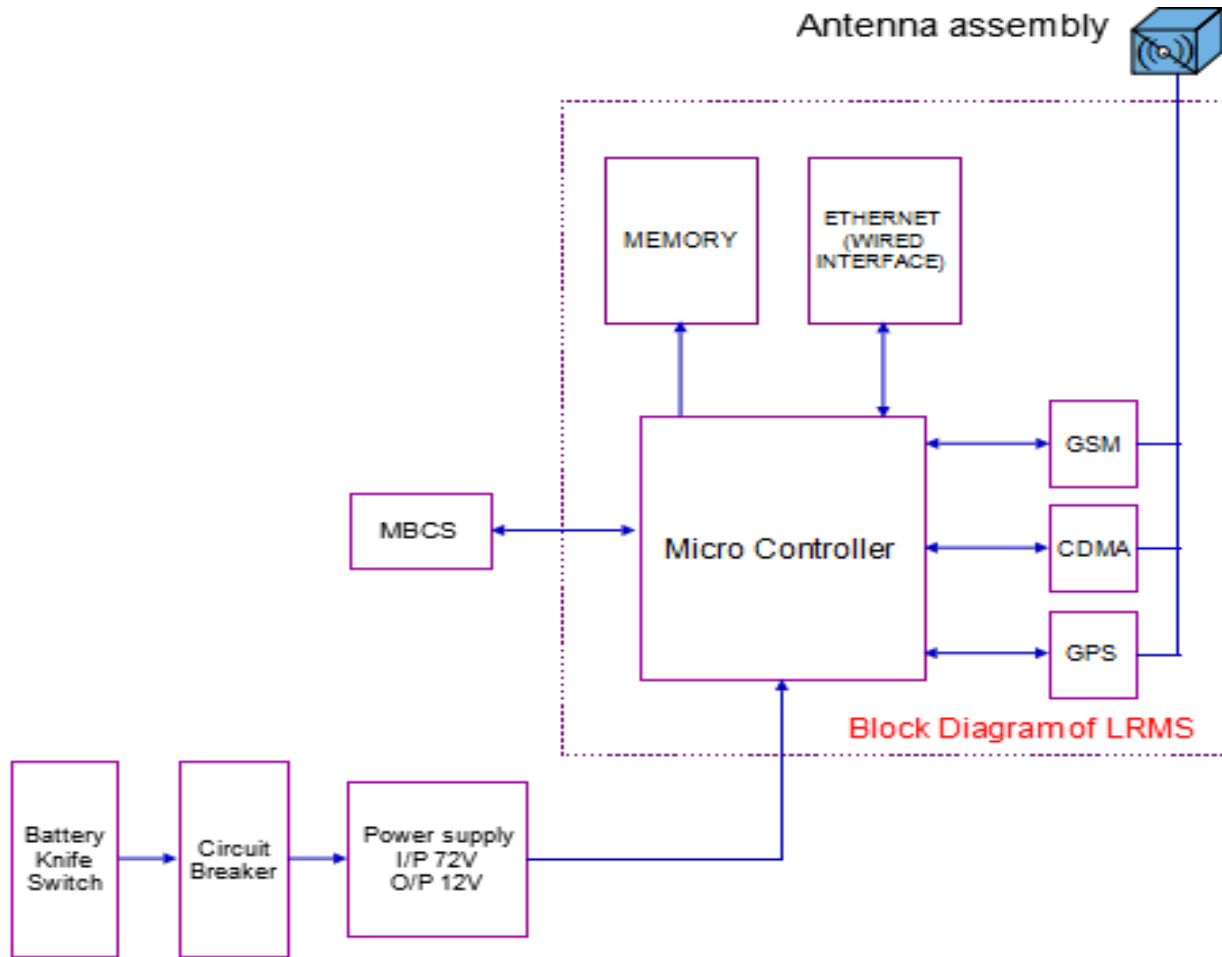 Antenna assembly
MEMORY
ETHERNET
(WIRED
INTERFACE)
GSM
MBCS
Micro Controller
CDMA
GPS
Block Diagram of LRMS
Battery
Knife
Switch
Circuit
Breaker
Power supply
I/P 72V
O/P 12V